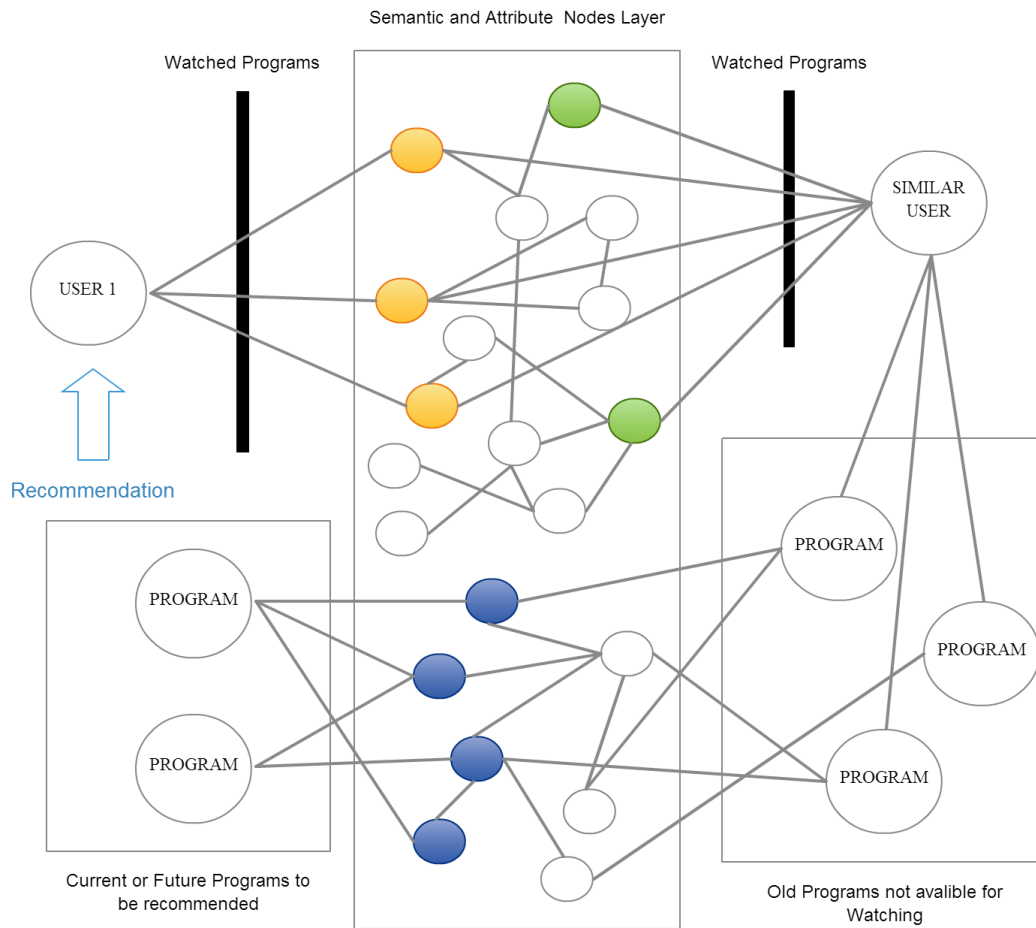 Semantic and Attribute  Nodes Layer
Watched Programs
Watched Programs
SIMILAR
USER
USER 1
Recommendation
PROGRAM
PROGRAM
PROGRAM
PROGRAM
PROGRAM
Current or Future Programs to
be recommended
Old Programs not avalible for
Watching